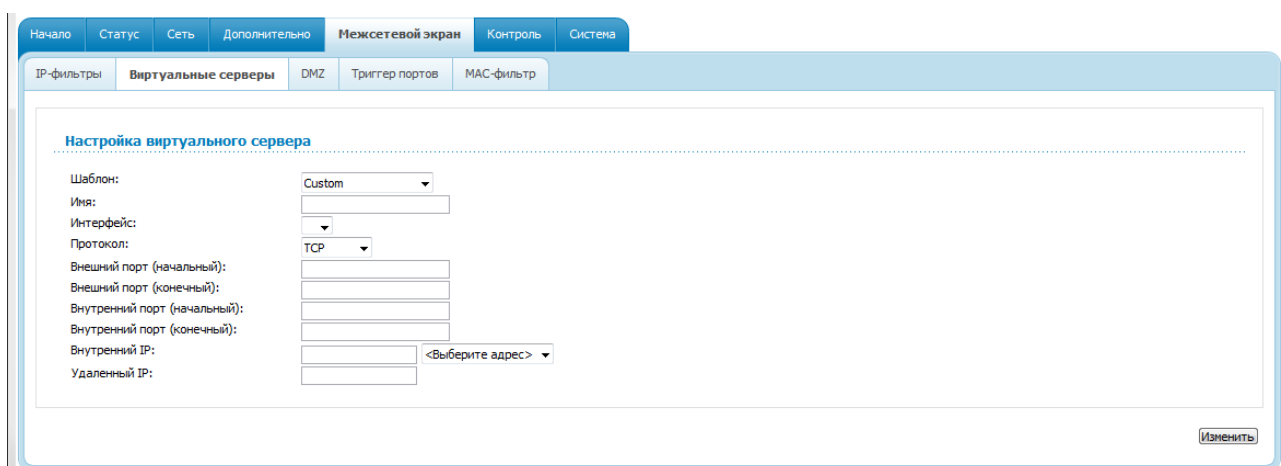 Начало Статус Сеть Дополнительно Межсетевой экран Контроль Система
IP-фильтры Виртуальные серверы DMZ Триггер портов MAC-фильтр
Настройка виртуального сервера
Шаблон: Custom
Имя:
Интерфейс:
Протокол: TCP
Внешний порт (начальный):
Внешний порт (конечный):
Внутренний порт (начальный):
Внутренний порт (конечный):
Внутренний IP: <Выберите адрес>
Удаленный IP:
Изменить